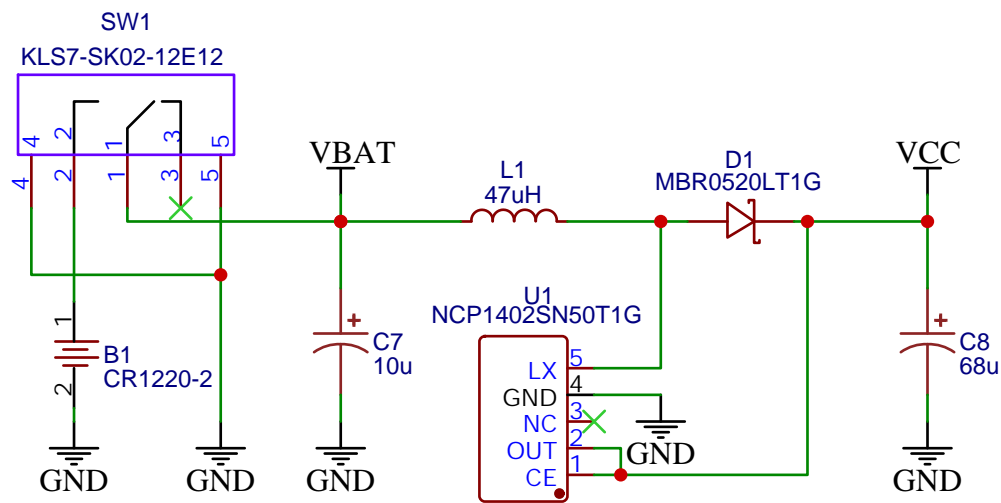 SW1
KLS7-SK02-12E12
4 2 1 3 5
4 2 1 3 5
VBAT
L1
47uH
D1
MBR0520LT1G
VCC
U1
NCP1402SN50T1G
LX 5
GND 4
NC 3
OUT 2
CE 1
GND
1
B1
CR1220-2
2
+
C7
10u
+
C8
68u
GND
GND
GND
GND